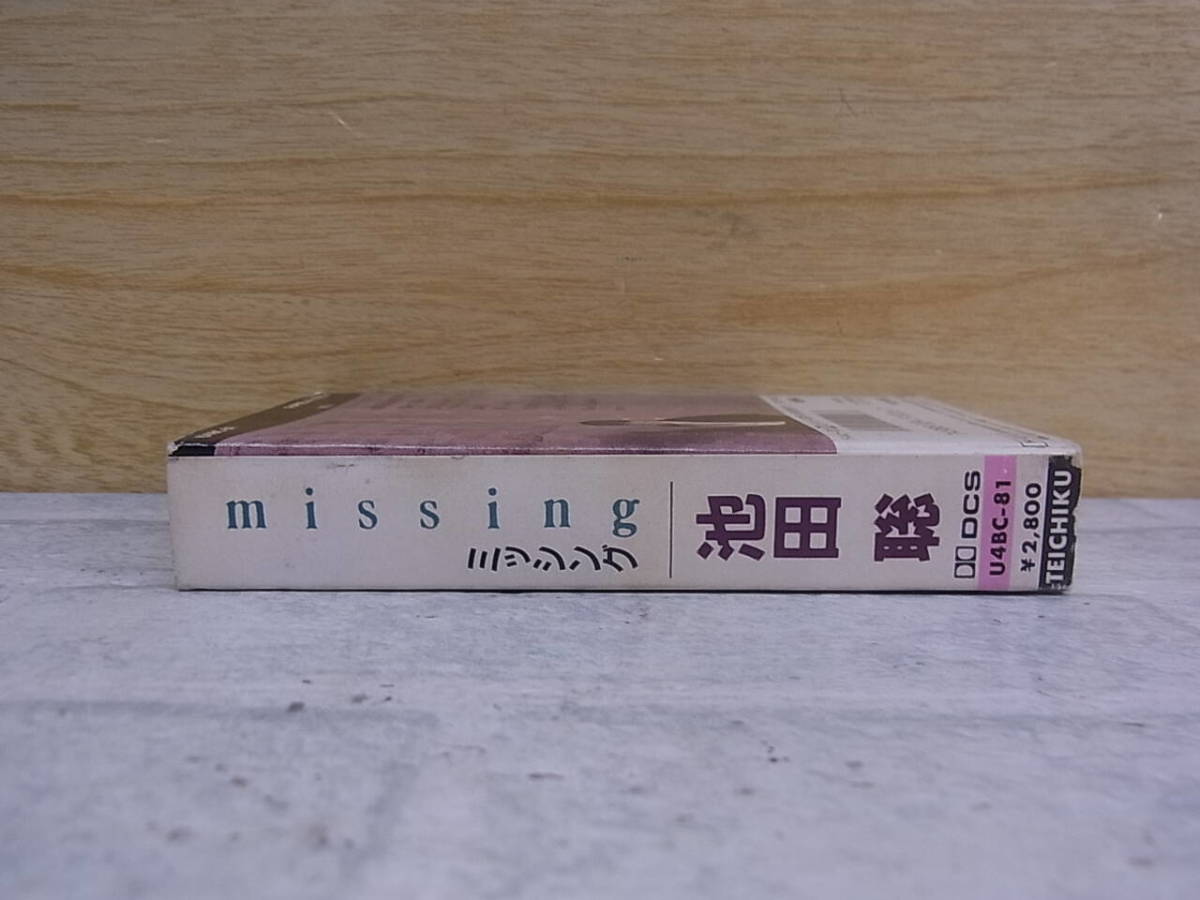 missing
ミッシング
池田 聡
DCS
U4BC-81
¥2,800
TEICHIKU